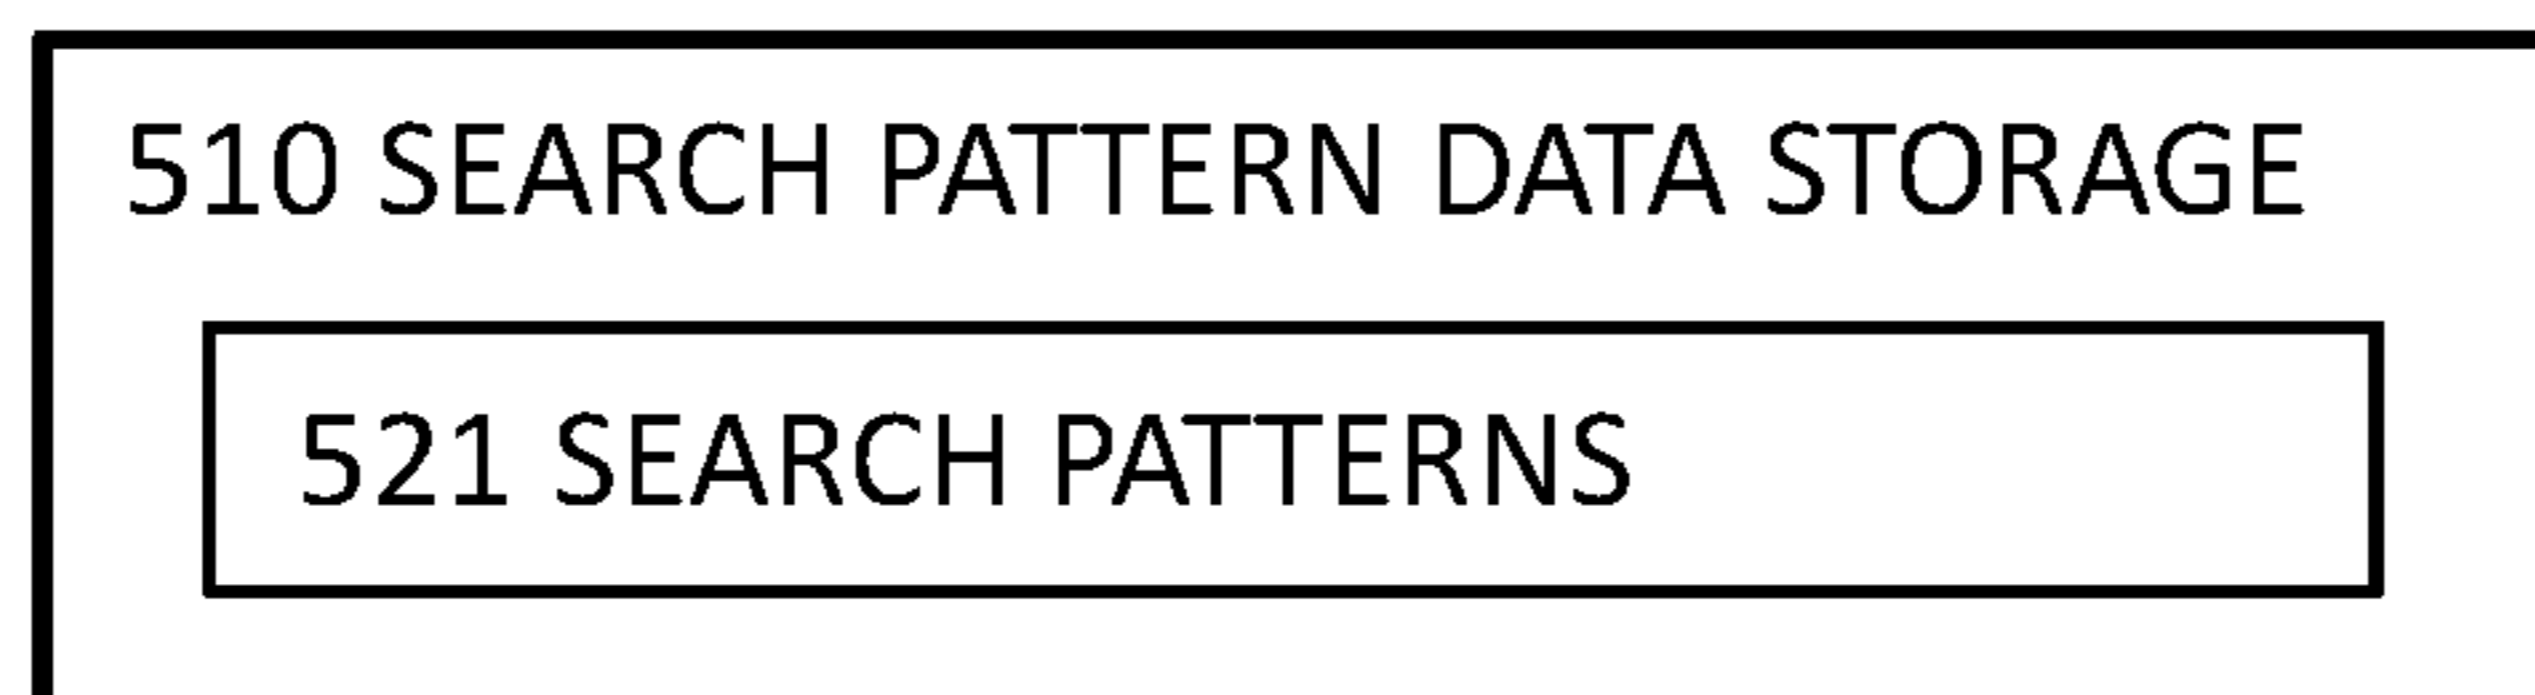 510 SEARCH PATTERN DATA STORAGE
521 SEARCH PATTERNS